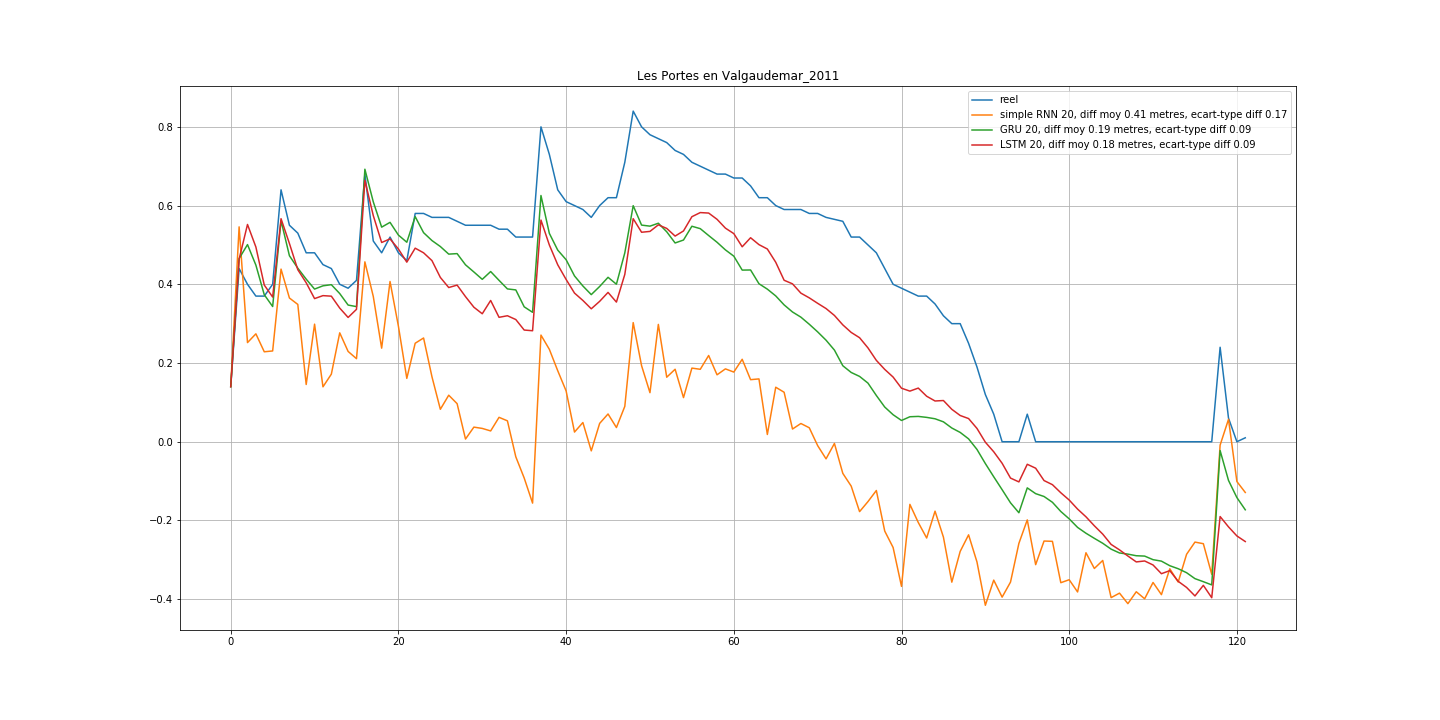 Les Portes en Valgaudemar_2011
reel
simple RNN 20, diff moy 0.41 metres, ecart-type diff 0.17
GRU 20, diff moy 0.19 metres, ecart-type diff 0.09
LSTM 20, diff moy 0.18 metres, ecart-type diff 0.09
0.8
0.6
0.4
0.2
0.0
−0.2
−0.4
0 20 40 60 80 100 120